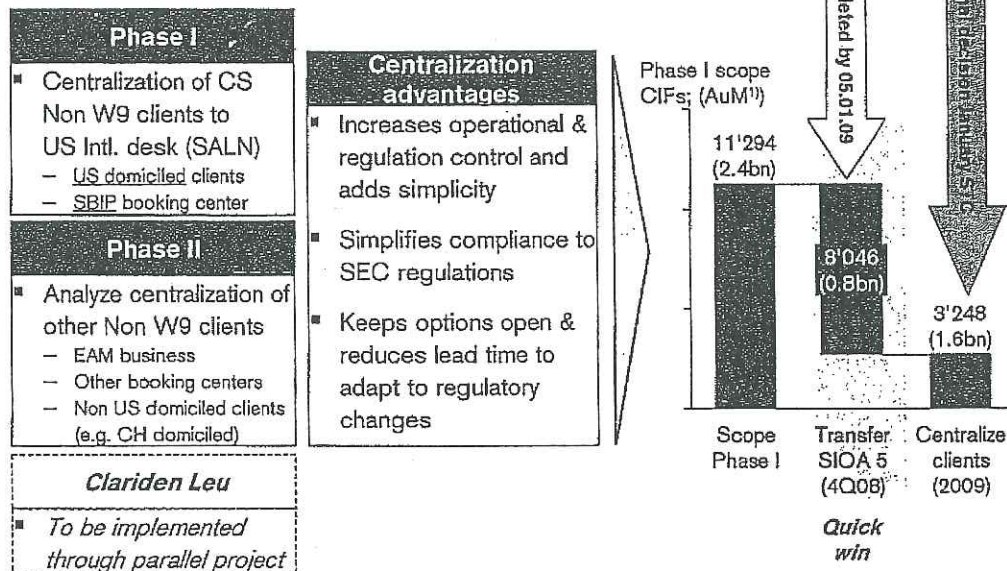 Phase I
▪ Centralization of CS
Non W9 clients to
US Intl. desk (SALN)
– US domiciled clients
– SBIP booking center
Phase II
▪ Analyze centralization of
other Non W9 clients
– EAM business
– Other booking centers
– Non US domiciled clients
(e.g. CH domiciled)
Clariden Leu
▪ To be implemented
through parallel project
Centralization
advantages
▪ Increases operational &
regulation control and
adds simplicity
▪ Simplifies compliance to
SEC regulations
▪ Keeps options open &
reduces lead time to
adapt to regulatory
changes
Phase I scope
CIFs; (AuM¹⁾)
leted by 05.01.09
11'294
(2.4bn)
8'046
(0.8bn)
3'248
(1.6bn)
Scope
Phase I
Transfer
SIOA 5
(4Q08)
Centralize
clients
(2009)
Quick
win